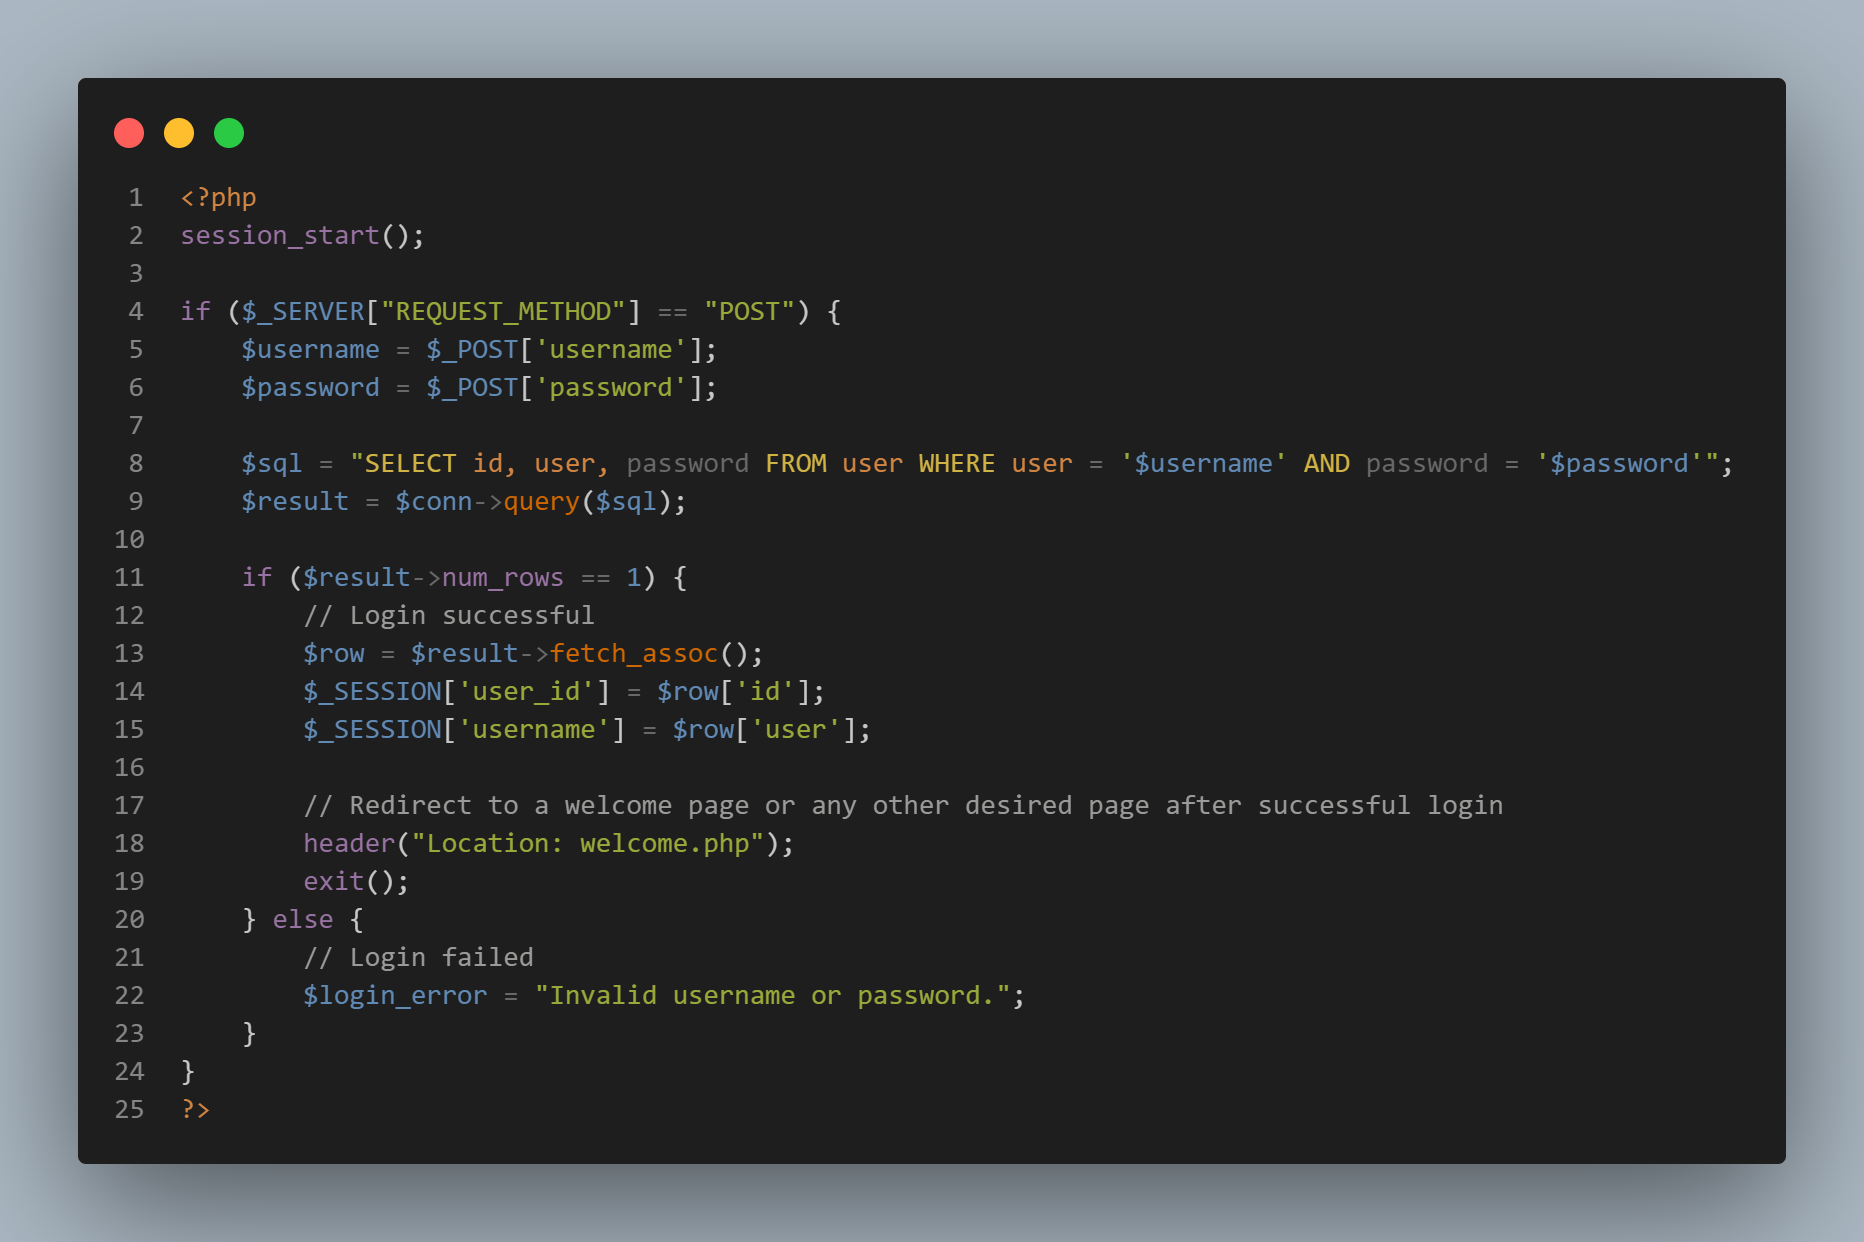 1 <?php
2 session_start();
3
4 if ($_SERVER["REQUEST_METHOD"] == "POST") {
5     $username = $_POST['username'];
6     $password = $_POST['password'];
7
8     $sql = "SELECT id, user, password FROM user WHERE user = '$username' AND password = '$password'";
9     $result = $conn->query($sql);
10
11     if ($result->num_rows == 1) {
12         // Login successful
13         $row = $result->fetch_assoc();
14         $_SESSION['user_id'] = $row['id'];
15         $_SESSION['username'] = $row['user'];
16
17         // Redirect to a welcome page or any other desired page after successful login
18         header("Location: welcome.php");
19         exit();
20     } else {
21         // Login failed
22         $login_error = "Invalid username or password.";
23     }
24 }
25 ?>